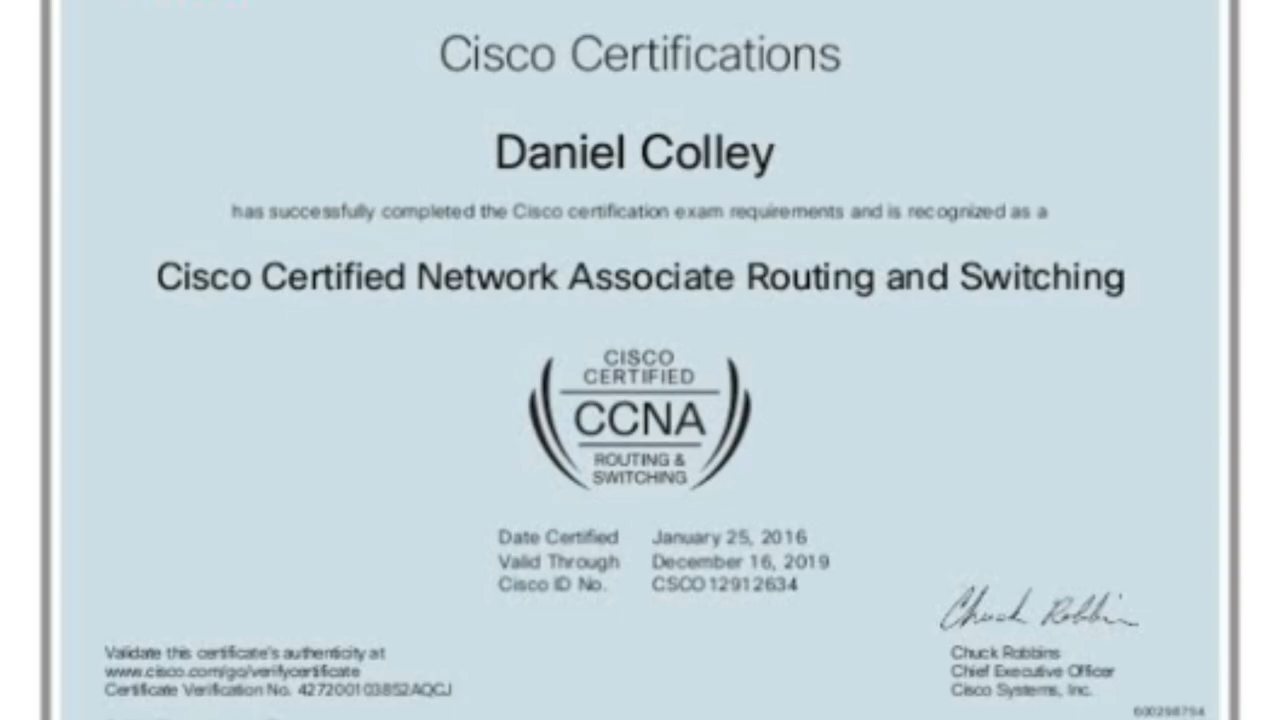 Cisco Certifications
Daniel Colley
has successfully completed the Cisco certification exam requirements and is recognized as a
Cisco Certified Network Associate Routing and Switching
CISCO
CERTIFIED
CCNA
ROUTING &
SWITCHING
Date Certified January 25, 2016
Valid Through December 16, 2019
Cisco ID No. CSCO12912634
Chuck Robbins
Validate this certificate's authenticity at
www.cisco.com/go/verifycertificate
Certificate Verification No. 427200103852AQCJ
Chuck Robbins
Chief Executive Officer
Cisco Systems, Inc.
600298754